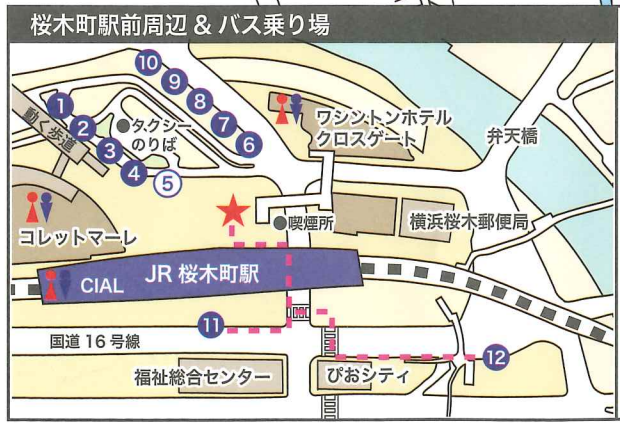 桜木町駅前周辺 & バス乗り場
10
9
8
7
6
1
2
3
4
5
動く歩道
●タクシー
のりば
ワシントンホテル
クロスゲート
弁天橋
コレットマーレ
●喫煙所
横浜桜木郵便局
CIAL
JR 桜木町駅
11
国道 16 号線
12
福祉総合センター
ぴおシティ